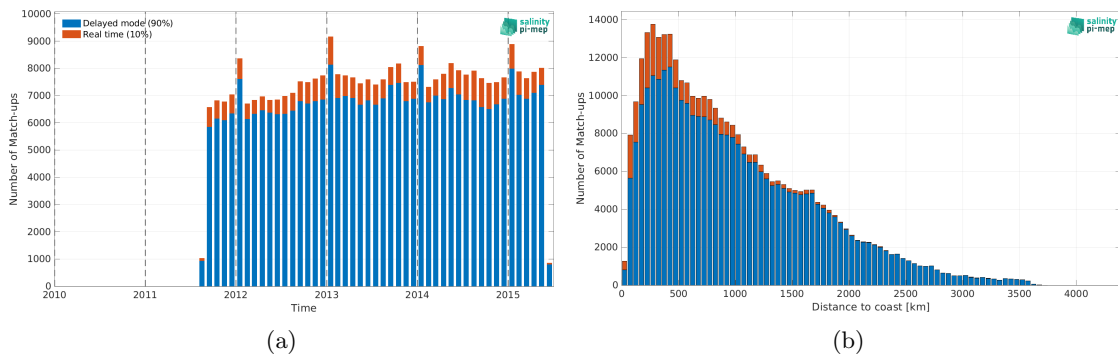 Delayed mode (90%)
Real time (10%)
salinity
pi-mep
Number of Match-ups
10000
9000
8000
7000
6000
5000
4000
3000
2000
1000
0
2010
2011
2012
2013
2014
2015
Time
(a)
salinity
pi-mep
Number of Match-ups
14000
12000
10000
8000
6000
4000
2000
0
0
500
1000
1500
2000
2500
3000
3500
4000
Distance to coast [km]
(b)